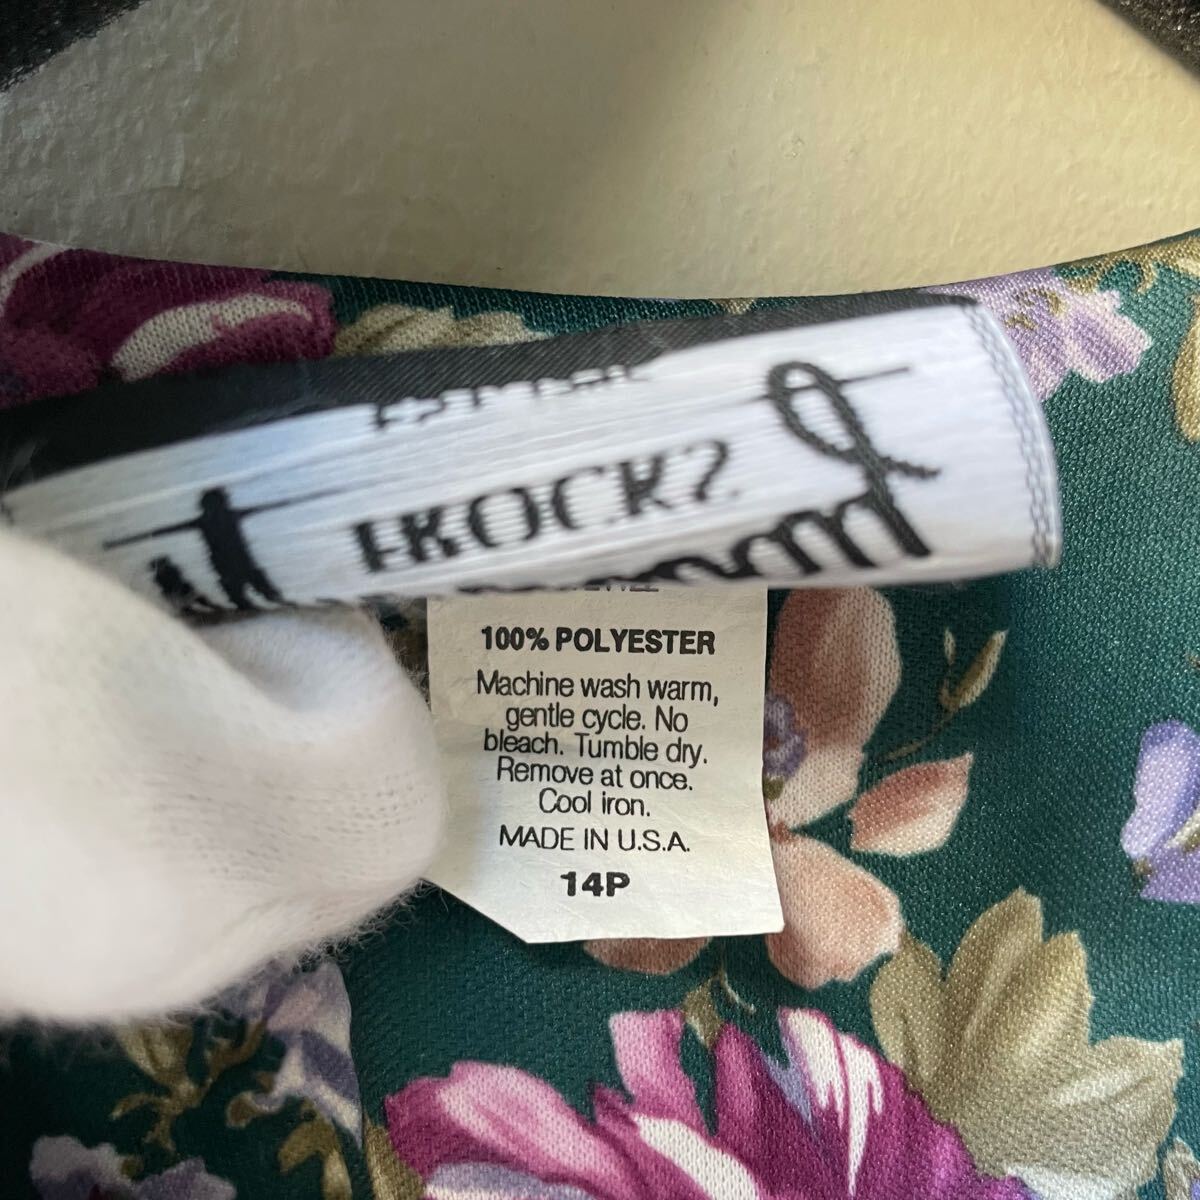 FROCKS
100% POLYESTER
Machine wash warm,
gentle cycle. No
bleach. Tumble dry.
Remove at once.
Cool iron.
MADE IN U.S.A.
14P